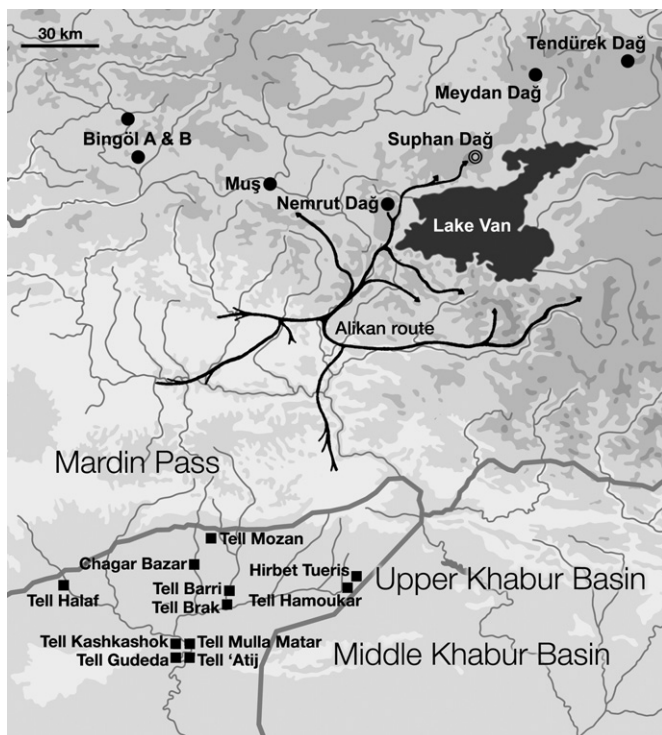 30 km
Tendürek Dağ
Meydan Dağ
Bingöl A & B
Suphan Dağ
Muş
Nemrut Dağ
Lake Van
Alikan route
Mardin Pass
Tell Mozan
Chagar Bazar
Hirbet Tueris
Tell Barri
Upper Khabur Basin
Tell Halaf
Tell Brak
Tell Hamoukar
Tell Kashkashok
Tell Mulla Matar
Middle Khabur Basin
Tell Gudeda
Tell ‘Atij